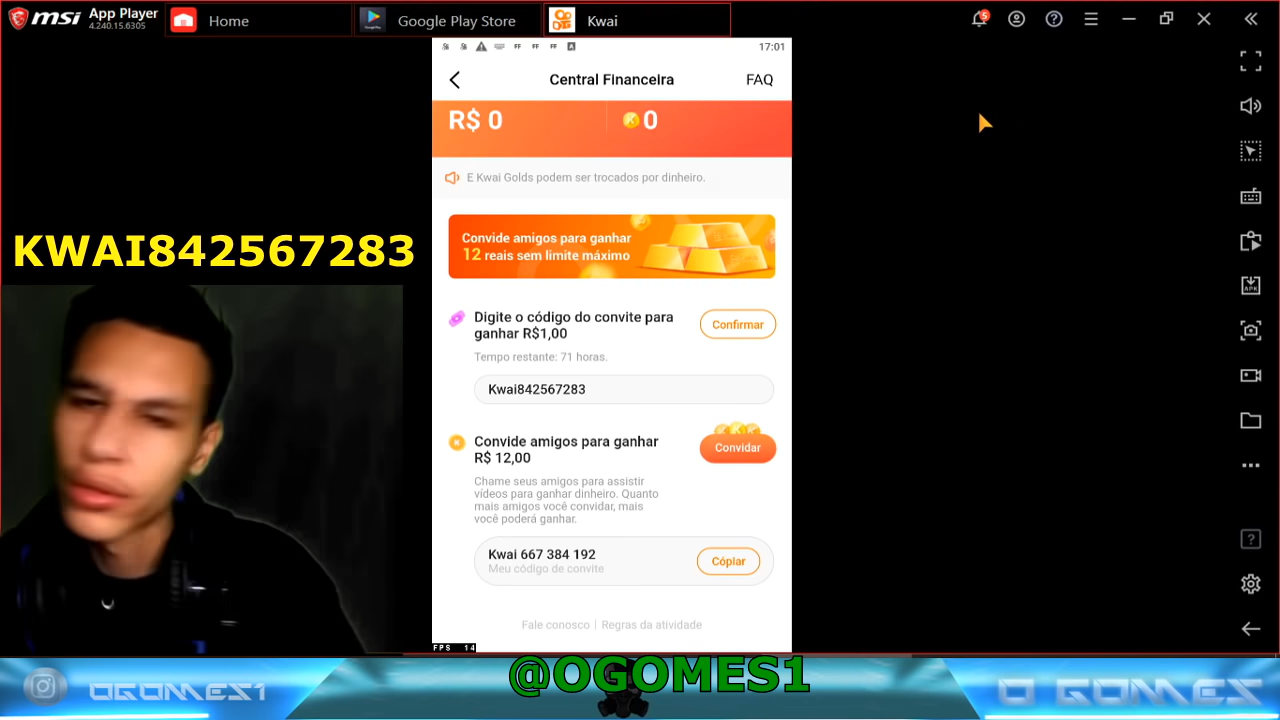 msi App Player
4.240.15.6305
Home
Google Play Store
Kwai
5
17:01
Central Financeira
FAQ
R$ 0
0
E Kwai Golds podem ser trocados por dinheiro.
Convide amigos para ganhar
12 reais sem limite máximo
KWAI842567283
Digite o código do convite para
ganhar R$1,00
Confirmar
Tempo restante: 71 horas.
Kwai842567283
Convide amigos para ganhar
R$ 12,00
Convidar
Chame seus amigos para assistir
vídeos para ganhar dinheiro. Quanto
mais amigos você convidar, mais
você poderá ganhar.
Kwai 667 384 192
Meu código de convite
Cópiar
Fale conosco | Regras da atividade
FPS 14
@OGOMES1
OGOMES1
O GOMES